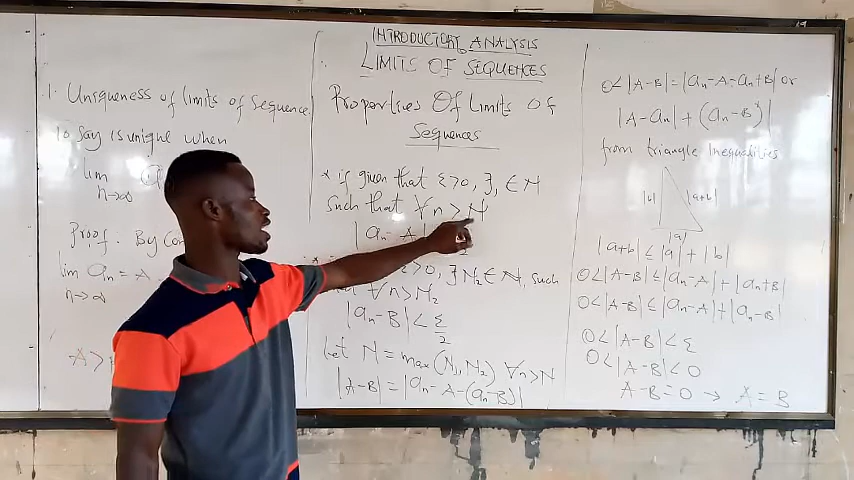 INTRODUCTORY ANALYSIS
LIMITS OF SEQUENCES
1. Uniqueness of limits of Sequence
To Say is unique when
lim
n→∞
Proof: By
lim an = A
n→∞
A >
Properties Of Limits of
Sequences
* if given that ε>0, ∃, ∈ N
Such that ∀n > N
|an - A|
ε>0, ∃ N2 ∈ N, such
∀n > N2
|an - B| < ε/2
let N = max(N1, N2) ∀n > N
|A-B| = |an - A - (an - B)|
0 < |A-B| = |an - A - an + B| or
|A - an| + (an - B)|
from triangle Inequalities
|b| |a+b|
|a|
|a+b| ≤ |a| + |b|
0 < |A-B| ≤ |an - A| + |an + B|
0 < |A-B| ≤ |an - A| + |an - B|
0 < |A-B| < ε
0 < |A-B| < 0
A-B = 0 → A = B